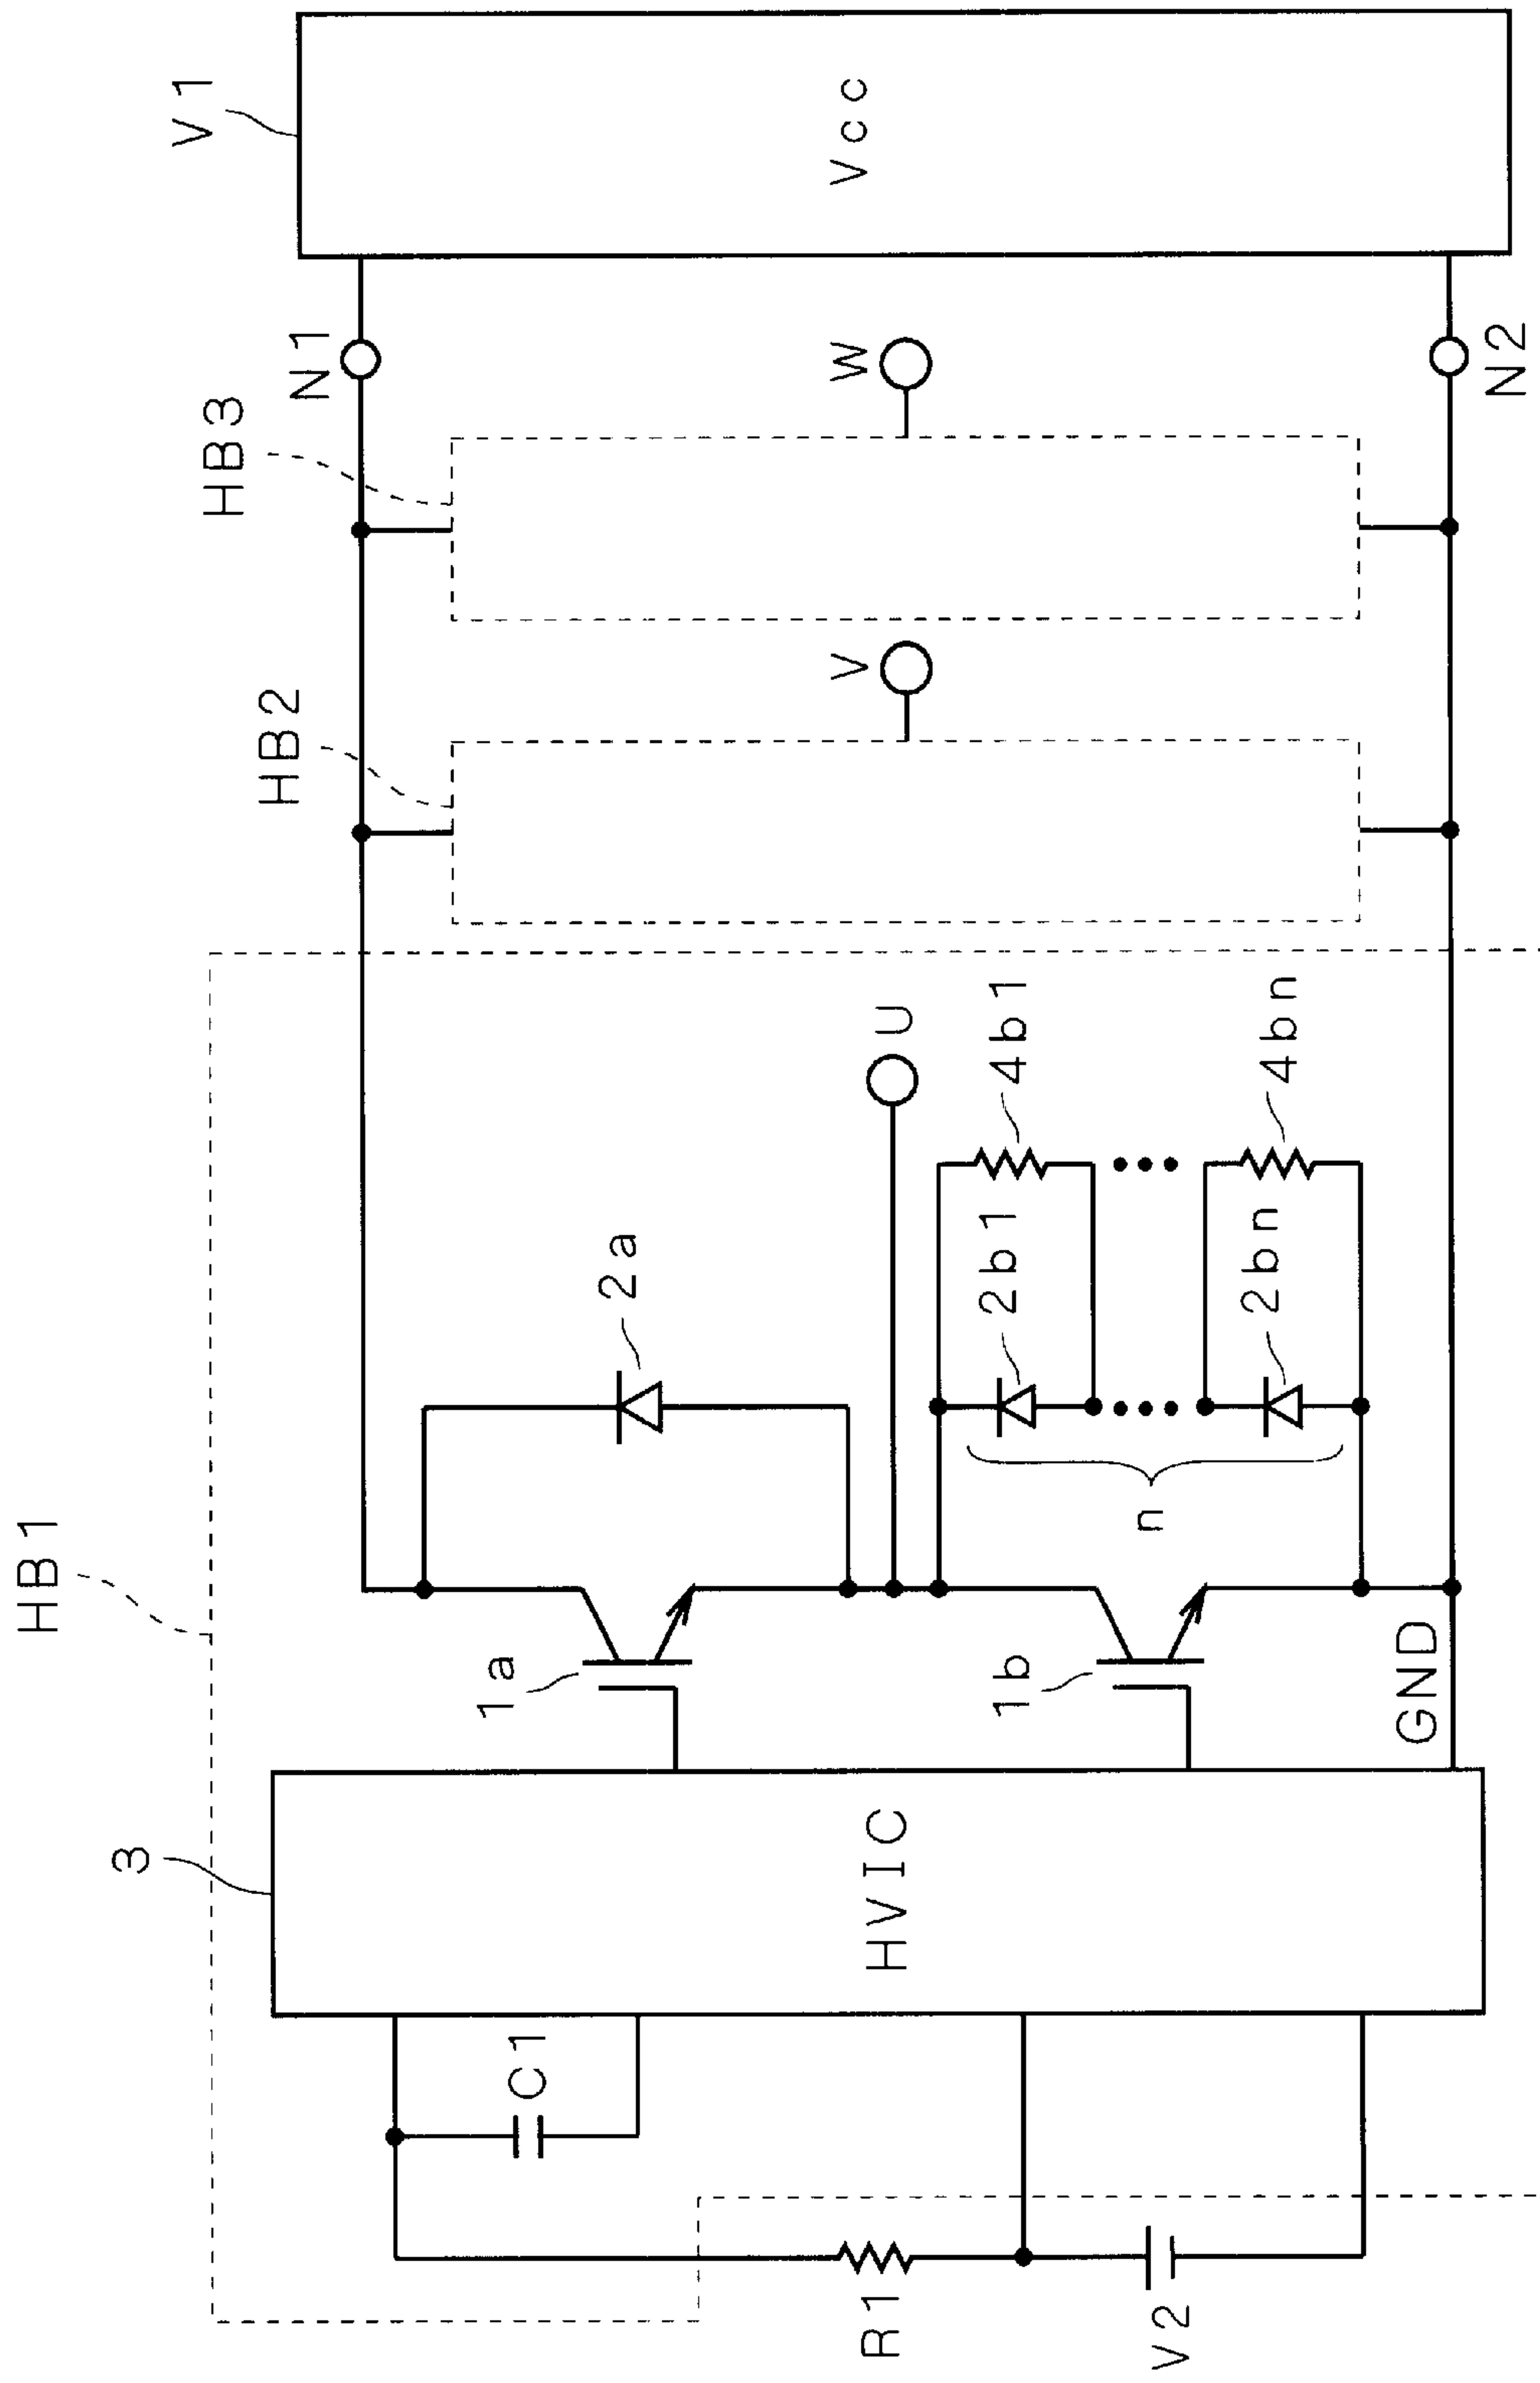 HB1
HB2
HB3
V1
N1
3
1a
2a
C1
HVIC
U
V
W
Vcc
R1
1b
n
2b1
4b1
2bn
4bn
V2
GND
N2